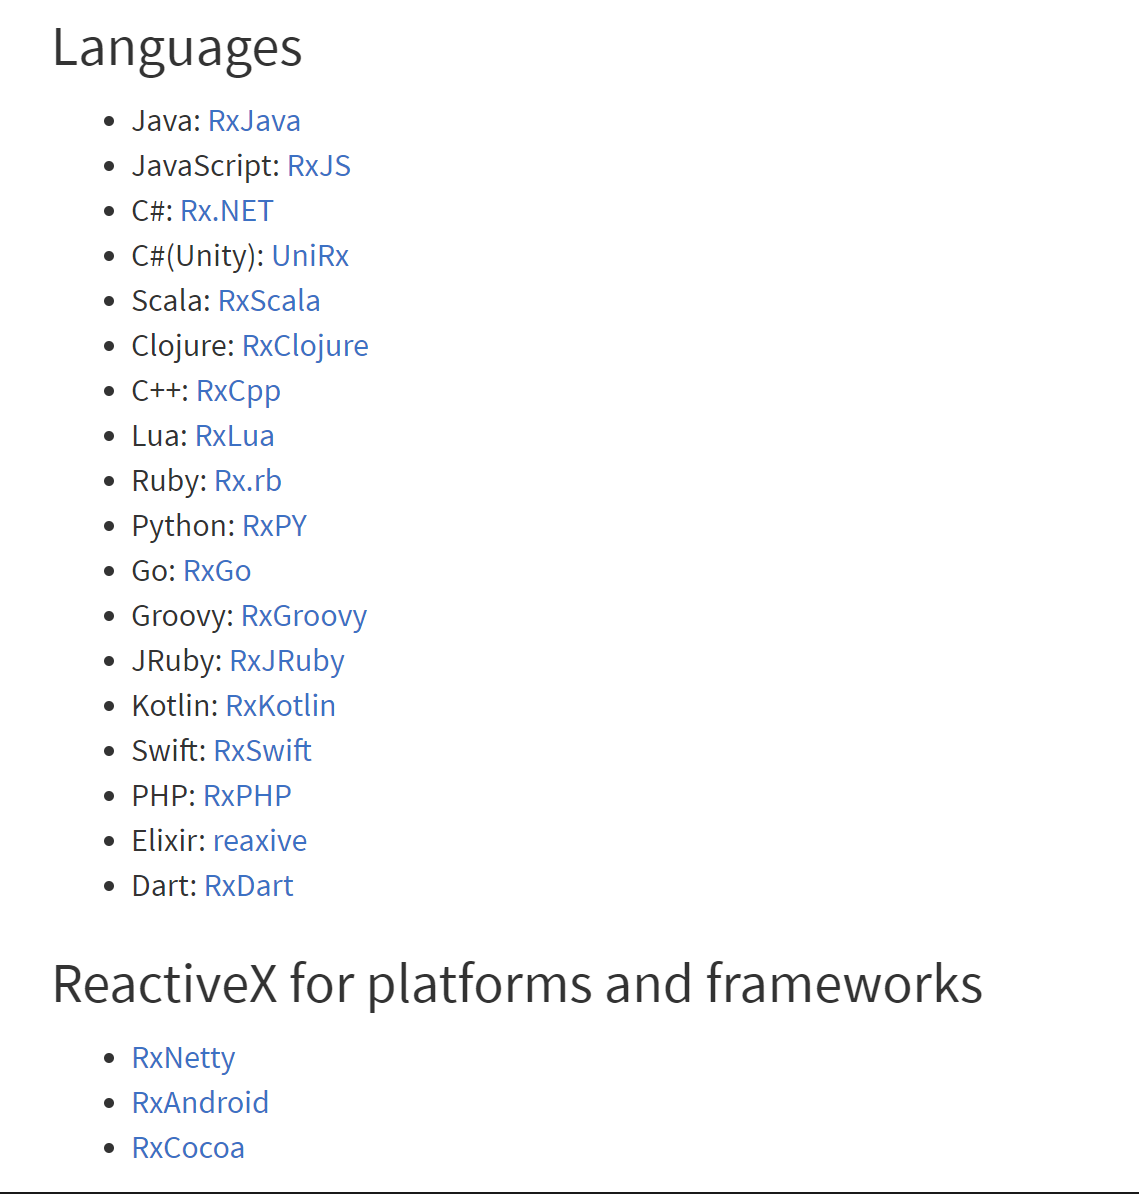 Languages
Java: RxJava
JavaScript: RxJS
C#: Rx.NET
C#(Unity): UniRx
Scala: RxScala
Clojure: RxClojure
C++: RxCpp
Lua: RxLua
Ruby: Rx.rb
Python: RxPY
Go: RxGo
Groovy: RxGroovy
JRuby: RxJRuby
Kotlin: RxKotlin
Swift: RxSwift
PHP: RxPHP
Elixir: reaxive
Dart: RxDart
ReactiveX for platforms and frameworks
RxNetty
RxAndroid
RxCocoa